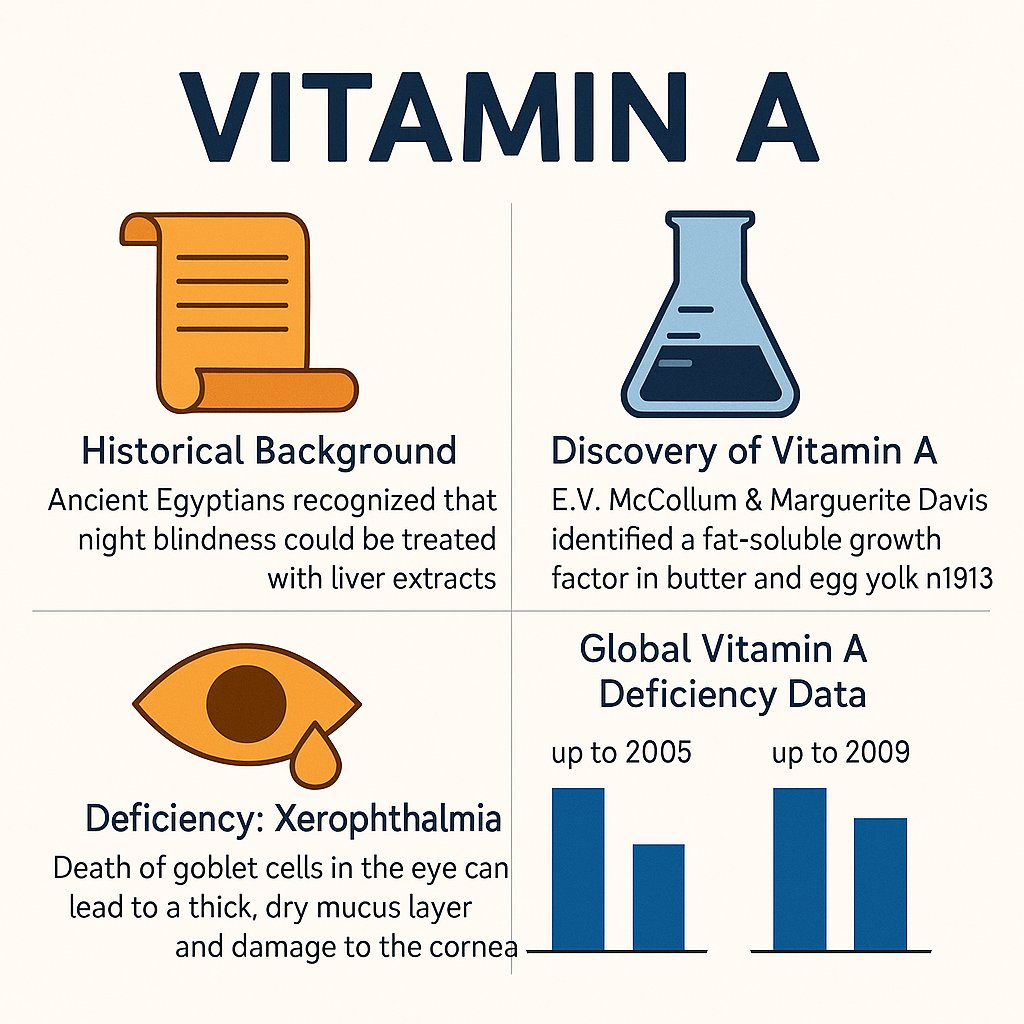 VITAMIN A
Historical Background
Ancient Egyptians recognized that
night blindness could be treated
with liver extracts
Discovery of Vitamin A
E.V. McCollum & Marguerite Davis
identified a fat-soluble growth
factor in butter and egg yolk n1913
Deficiency: Xerophthalmia
Death of goblet cells in the eye can
lead to a thick, dry mucus layer
and damage to the cornea
Global Vitamin A
Deficiency Data
up to 2005
up to 2009